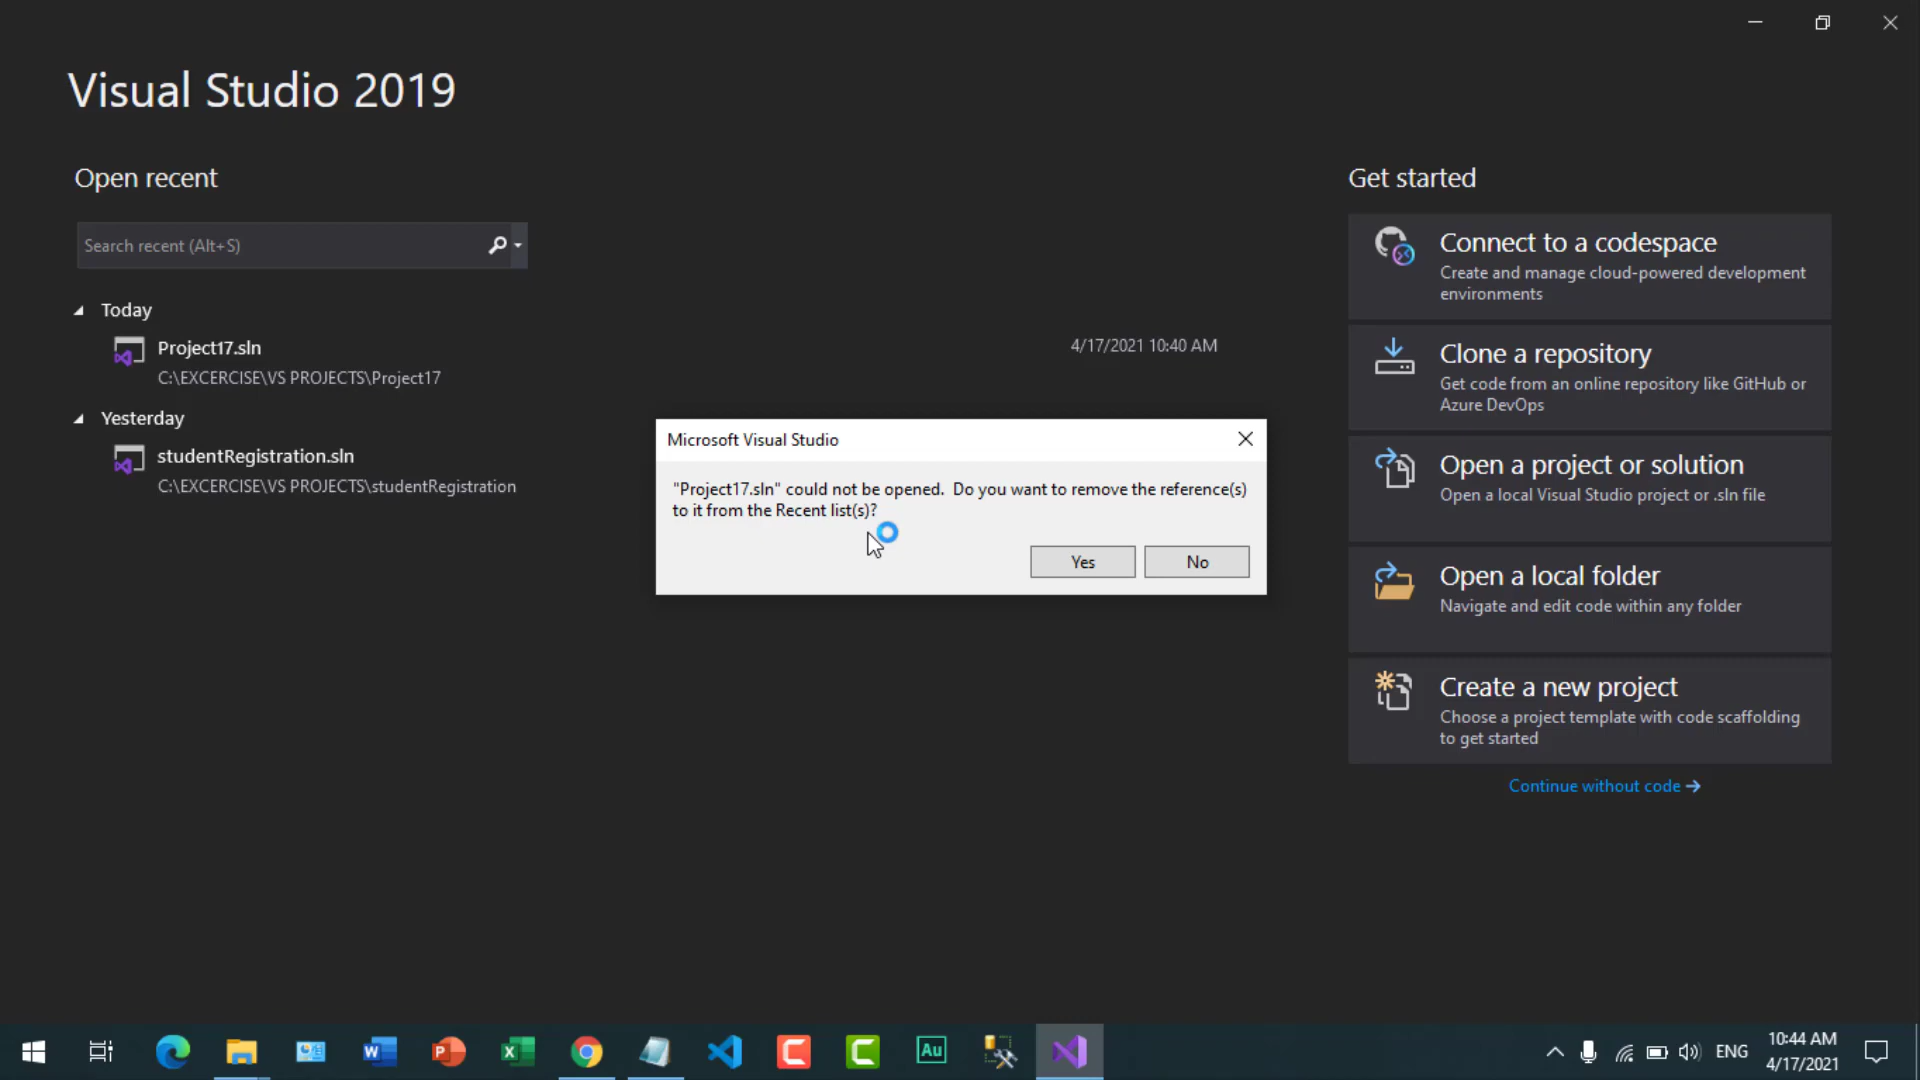 Visual Studio 2019
Open recent
Search recent (Alt+S)
Today
Project17.sln
4/17/2021 10:40 AM
C:\EXCERCISE\VS PROJECTS\Project17
Yesterday
studentRegistration.sln
C:\EXCERCISE\VS PROJECTS\studentRegistration
Microsoft Visual Studio
"Project17.sln" could not be opened.  Do you want to remove the reference(s)
to it from the Recent list(s)?
Yes
No
Get started
Connect to a codespace
Create and manage cloud-powered development
environments
Clone a repository
Get code from an online repository like GitHub or
Azure DevOps
Open a project or solution
Open a local Visual Studio project or .sln file
Open a local folder
Navigate and edit code within any folder
Create a new project
Choose a project template with code scaffolding
to get started
Continue without code
W
P
X
C
C
Au
ENG
10:44 AM
4/17/2021